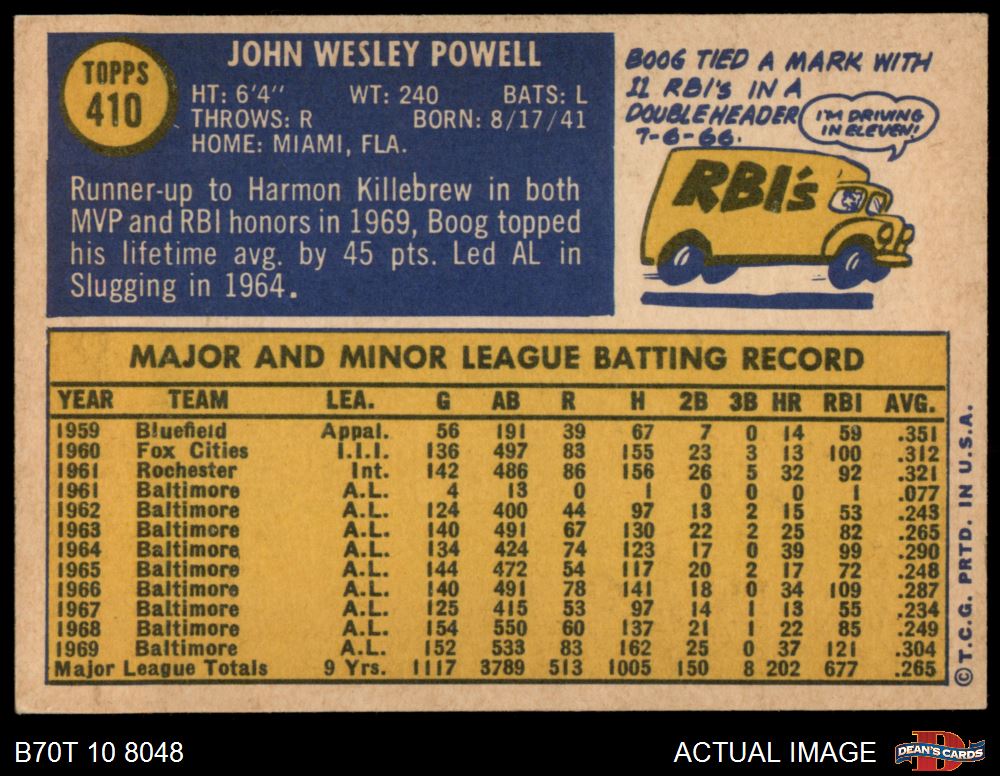 TOPPS
410
JOHN WESLEY POWELL
HT: 6'4" WT: 240 BATS: L
THROWS: R BORN: 8/17/41
HOME: MIAMI, FLA.
Runner-up to Harmon Killebrew in both
MVP and RBI honors in 1969, Boog topped
his lifetime avg. by 45 pts. Led AL in
Slugging in 1964.
BOOG TIED A MARK WITH
11 RBI's IN A
DOUBLEHEADER
7-6-66.
I'M DRIVING
IN ELEVEN!
RBI's
MAJOR AND MINOR LEAGUE BATTING RECORD
YEAR TEAM LEA. G AB R H 2B 3B HR RBI AVG.
1959 Bluefield Appal. 56 191 39 67 7 0 14 59 .351
1960 Fox Cities I.I.I. 136 497 83 155 23 3 13 100 .312
1961 Rochester Int. 142 486 86 156 26 5 32 92 .321
1961 Baltimore A.L. 4 13 0 1 0 0 0 1 .077
1962 Baltimore A.L. 124 400 44 97 13 2 15 53 .243
1963 Baltimore A.L. 140 491 67 130 22 2 25 82 .265
1964 Baltimore A.L. 134 424 74 123 17 0 39 99 .290
1965 Baltimore A.L. 144 472 54 117 20 2 17 72 .248
1966 Baltimore A.L. 140 491 78 141 18 0 34 109 .287
1967 Baltimore A.L. 125 415 53 97 14 1 13 55 .234
1968 Baltimore A.L. 154 550 60 137 21 1 22 85 .249
1969 Baltimore A.L. 152 533 83 162 25 0 37 121 .304
Major League Totals 9 Yrs. 1117 3789 513 1005 150 8 202 677 .265
© T.C.G. PRTD. IN U.S.A.
B70T 10 8048
ACTUAL IMAGE
DEAN'S CARDS